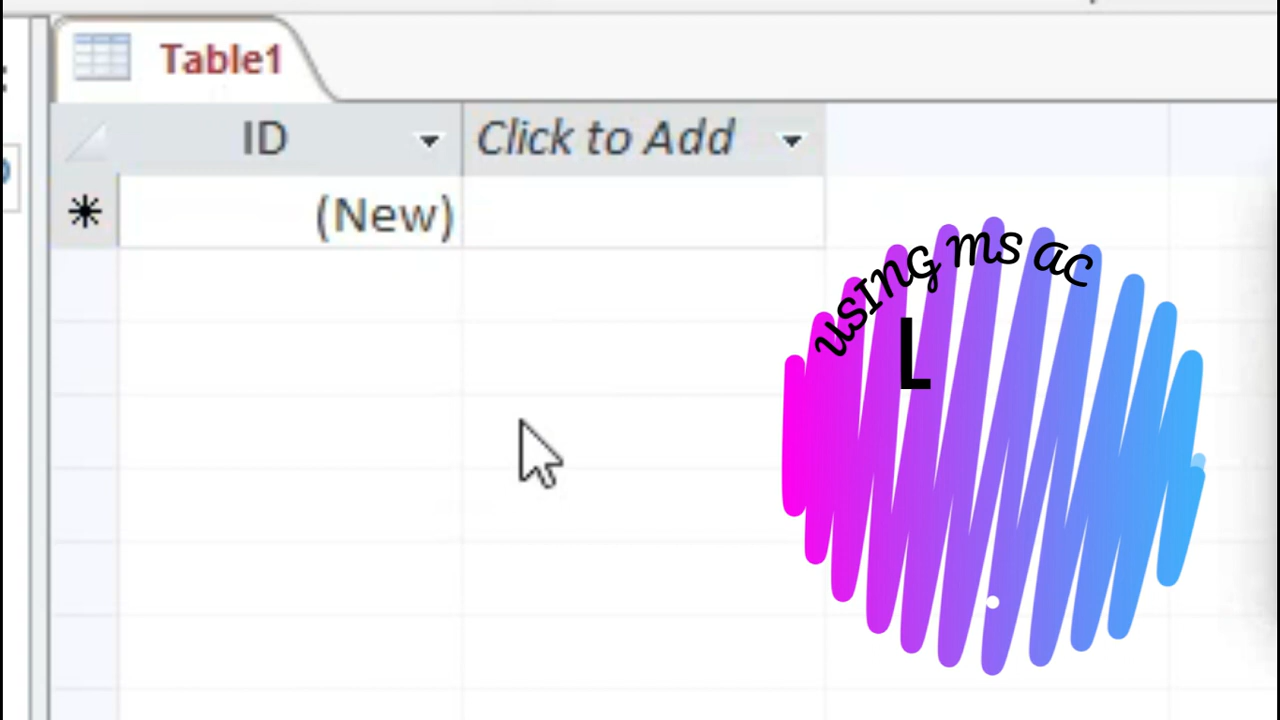 Table1
ID
Click to Add
(New)
using ms ac
L